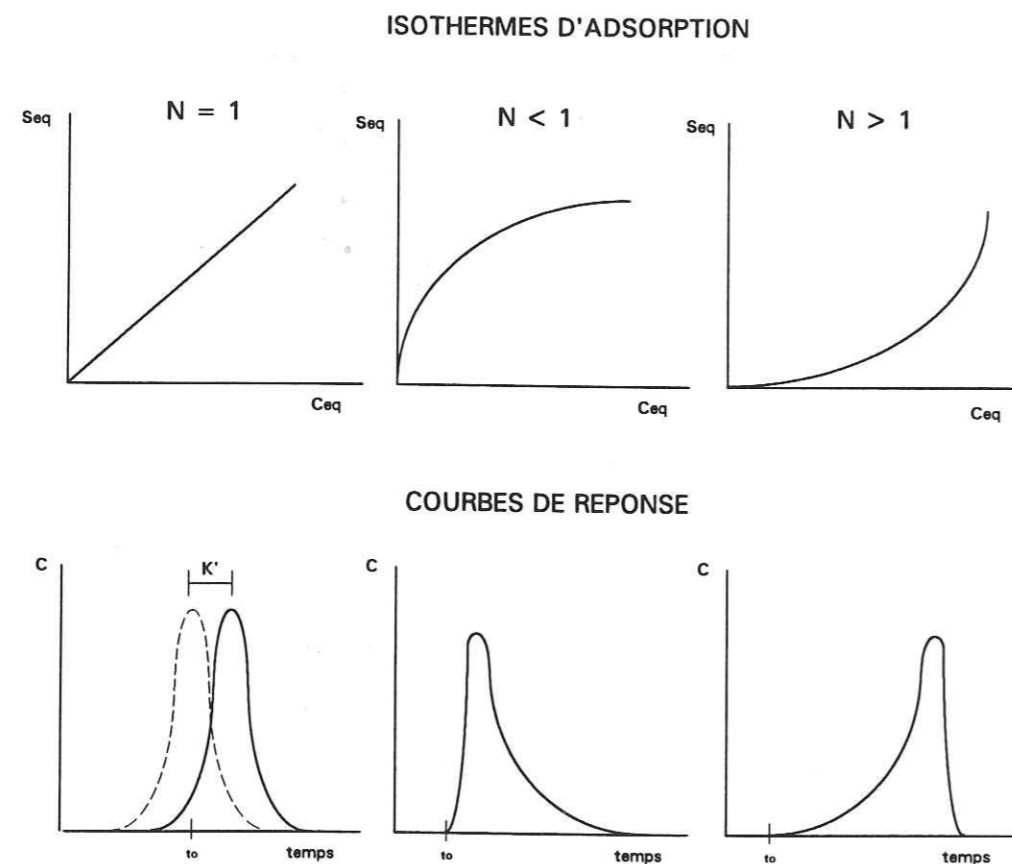 ISOTHERMES D'ADSORPTION
N = 1
N < 1
N > 1
Seq
Seq
Seq
Ceq
Ceq
Ceq
COURBES DE REPONSE
C
K'
C
C
to
temps
to
temps
to
temps